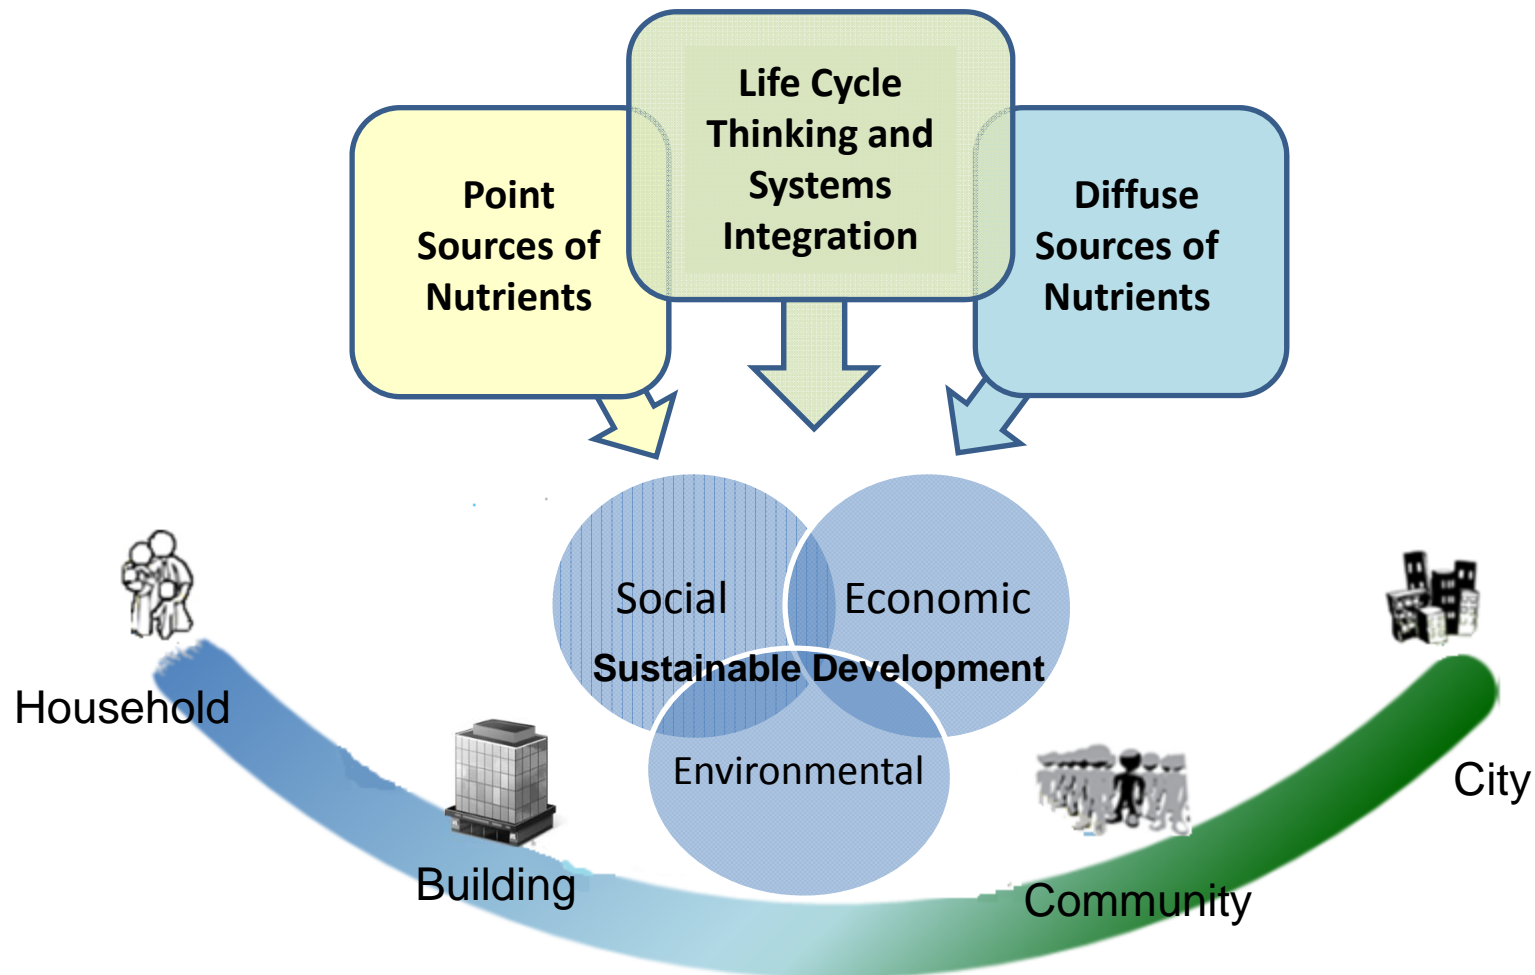 Life Cycle
Thinking and
Systems
Integration
Point
Sources of
Nutrients
Diffuse
Sources of
Nutrients
Social
Economic
Sustainable Development
Environmental
Household
Building
Community
City